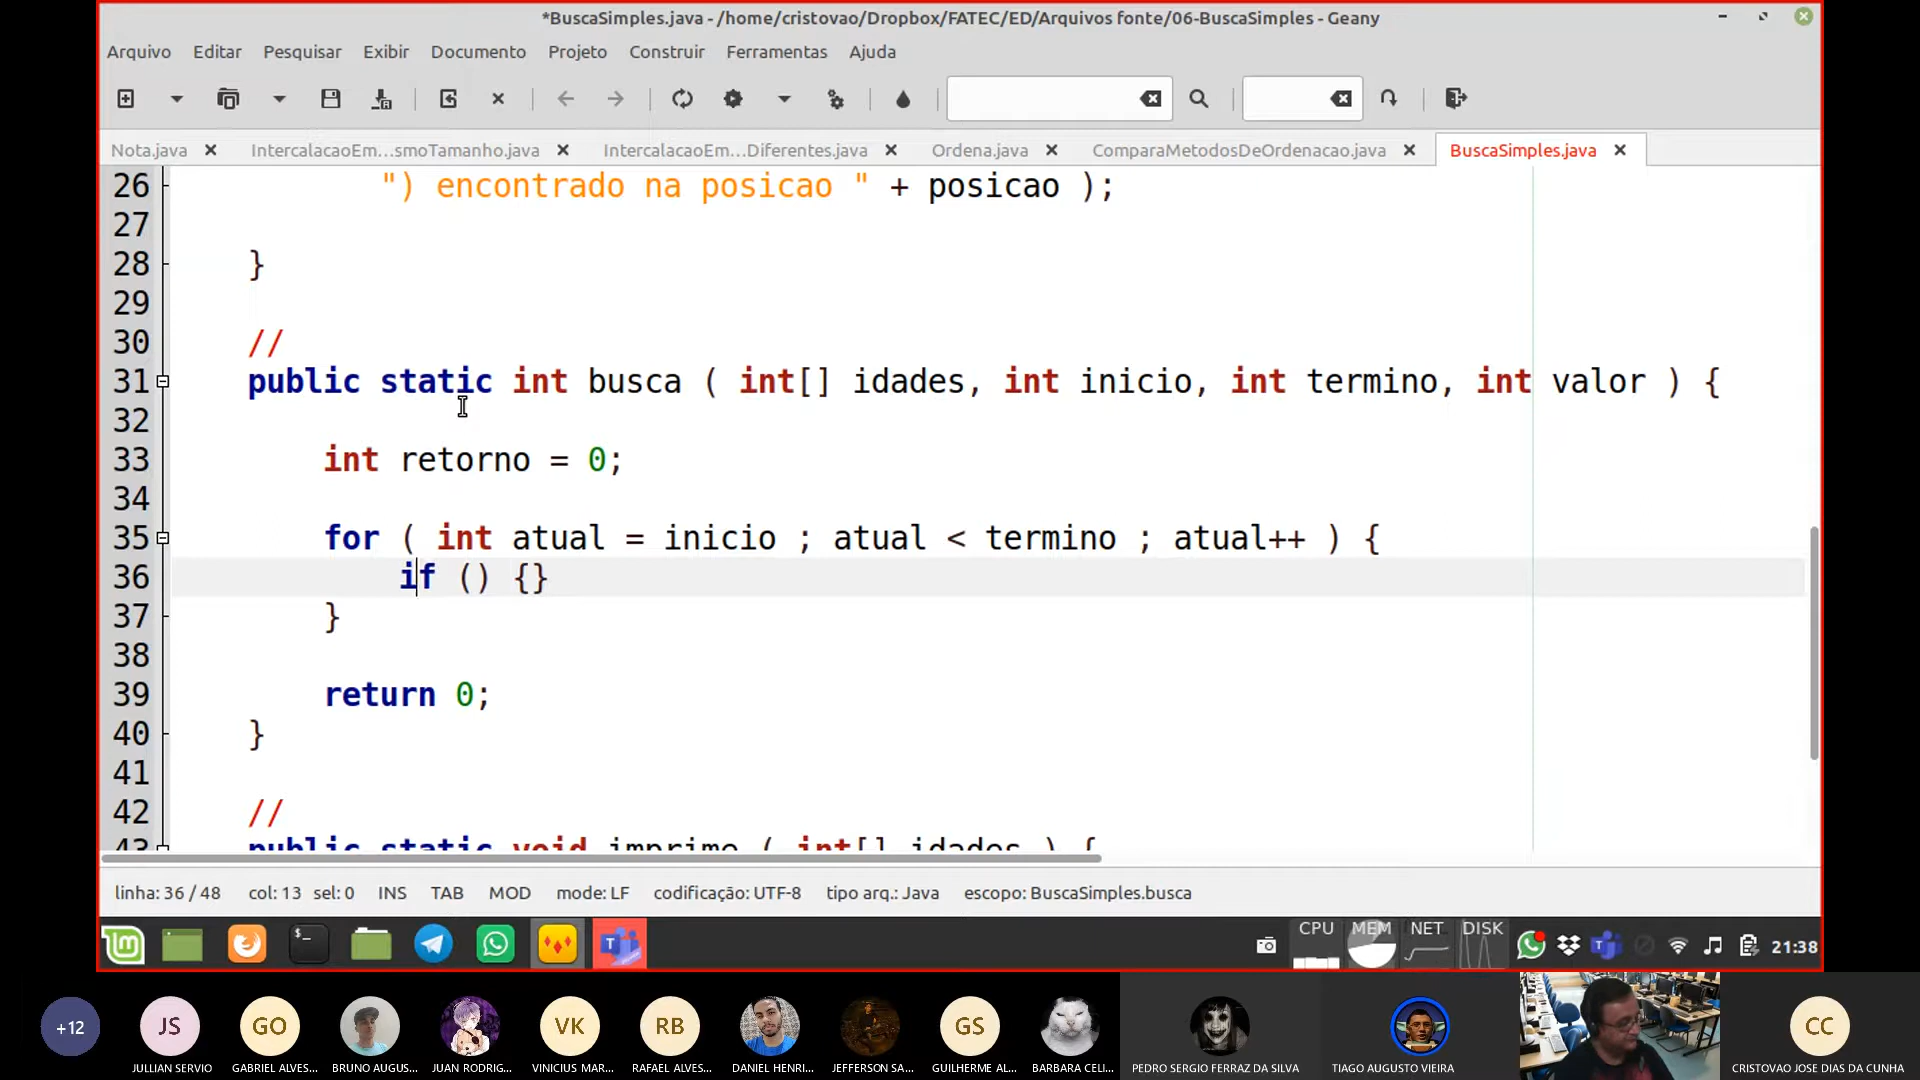 *BuscaSimples.java - /home/cristovao/Dropbox/FATEC/ED/Arquivos fonte/06-BuscaSimples - Geany
Arquivo Editar Pesquisar Exibir Documento Projeto Construir Ferramentas Ajuda
Nota.java IntercalacaoEm...smoTamanho.java IntercalacaoEm...Diferentes.java Ordena.java ComparaMetodosDeOrdenacao.java BuscaSimples.java
26 ") encontrado na posicao " + posicao );
27
28 }
29
30 //
31 public static int busca ( int[] idades, int inicio, int termino, int valor ) {
32
33 int retorno = 0;
34
35 for ( int atual = inicio ; atual < termino ; atual++ ) {
36 if () {}
37 }
38
39 return 0;
40 }
41
42 //
43 public static void imprime ( int[] idades ) {
linha: 36 / 48 col: 13 sel: 0 INS TAB MOD mode: LF codificação: UTF-8 tipo arq.: Java escopo: BuscaSimples.busca
CPU MEM NET DISK 21:38
+12 JS GO VK RB GS CC
JULLIAN SERVIO GABRIEL ALVES... BRUNO AUGUS... JUAN RODRIG... VINICIUS MAR... RAFAEL ALVES... DANIEL HENRI... JEFFERSON SA... GUILHERME AL... BARBARA CELI... PEDRO SERGIO FERRAZ DA SILVA TIAGO AUGUSTO VIEIRA CRISTOVAO JOSE DIAS DA CUNHA